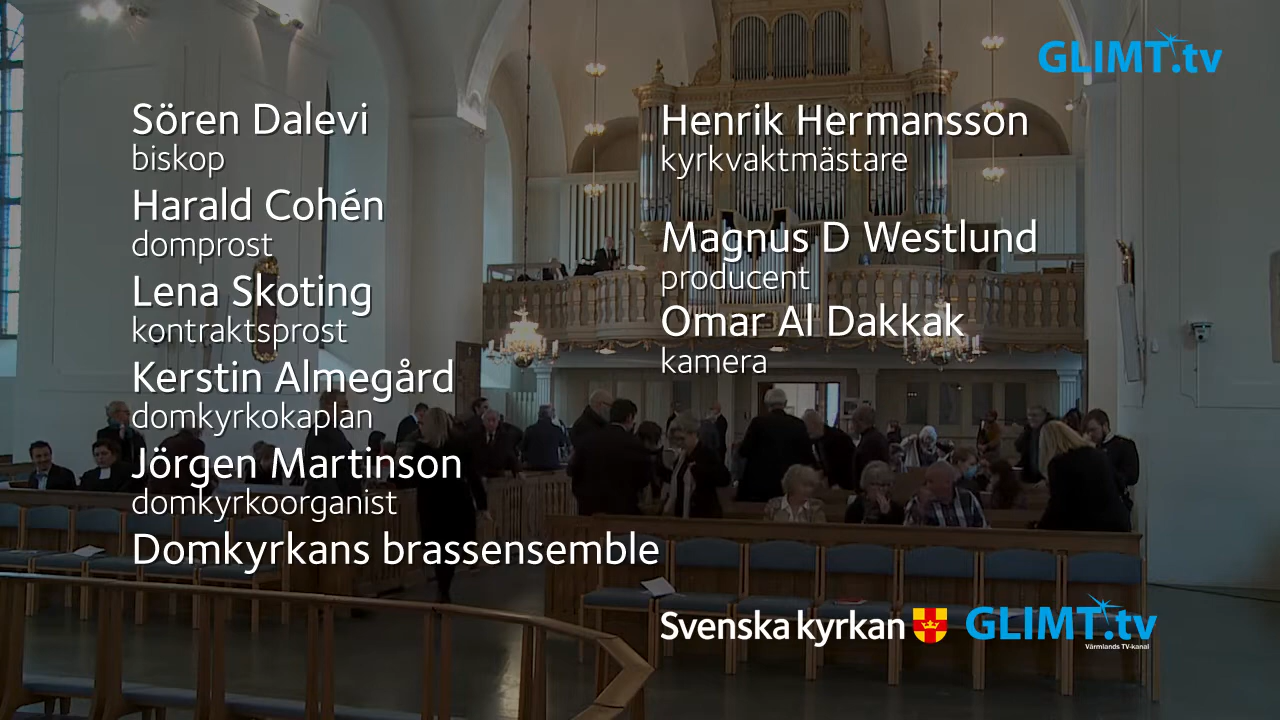 GLIMT.tv
Sören Dalevi
biskop
Harald Cohén
domprost
Lena Skoting
kontraktsprost
Kerstin Almegård
domkyrkokaplan
Jörgen Martinson
domkyrkoorganist
Domkyrkans brassensemble
Henrik Hermansson
kyrkvaktmästare
Magnus D Westlund
producent
Omar Al Dakkak
kamera
Svenska kyrkan
GLIMT.tv
Värmlands TV-kanal